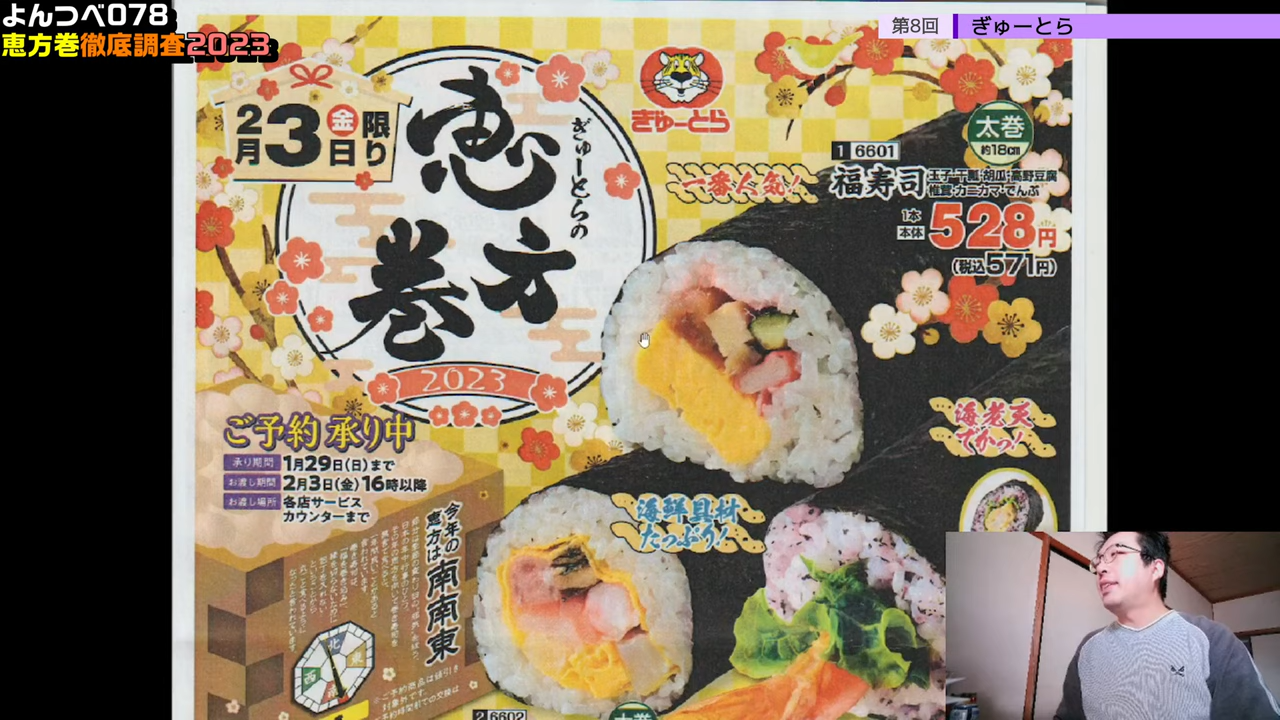 よんつべ078
恵方巻徹底調査2023
第8回
ぎゅーとら
2月3日金限り
ぎゅーとらの
恵方巻
2023
ぎゅーとら
太巻
約18cm
1 6601
一番人気!
福寿司
玉子・干瓢・胡瓜・高野豆腐
椎茸・カニカマ・でんぶ
1本
本体
528円
(税込571円)
ご予約承り中
承り期間
1月29日(日)まで
お渡し期間
2月3日(金)16時以降
お渡し場所
各店サービス
カウンターまで
今年の
恵方は
南南東
北
東
西
南
海鮮具材
たっぷり!
海老天
でかっ!
2 6602
太巻